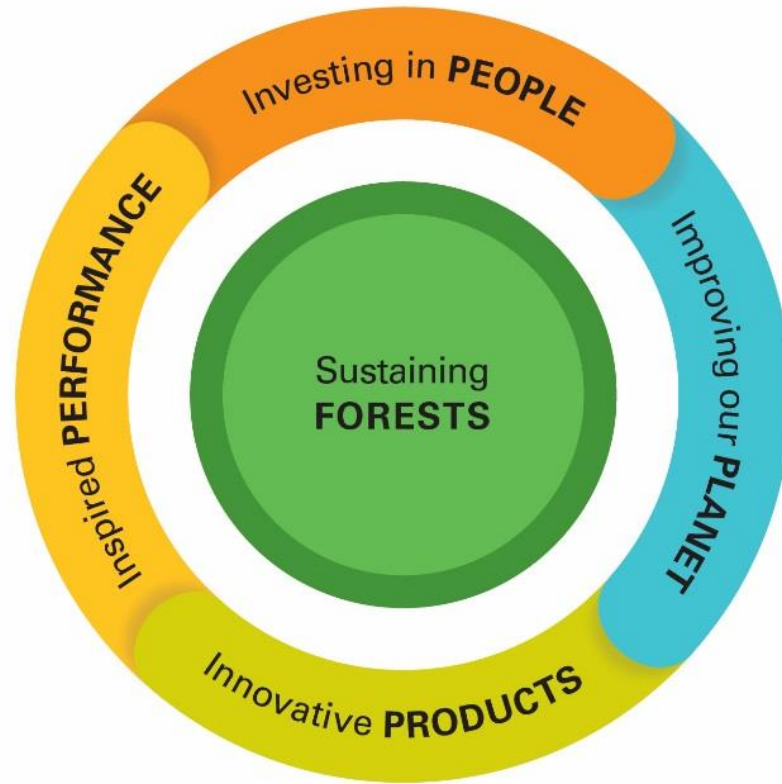 Investing in PEOPLE
Improving our PLANET
Innovative PRODUCTS
Inspired PERFORMANCE
Sustaining
FORESTS